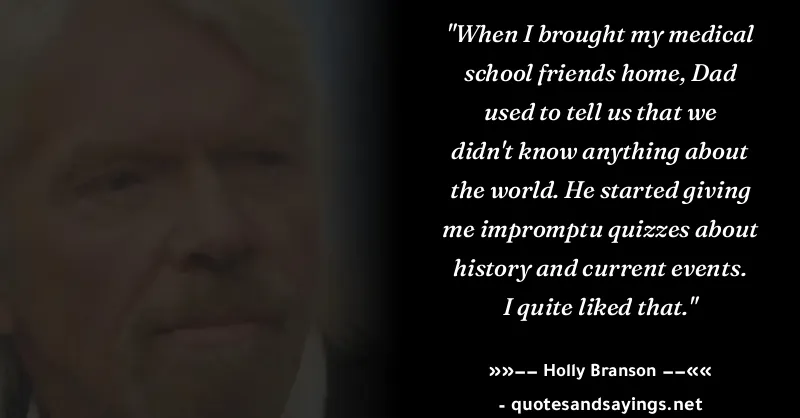 "When I brought my medical
school friends home, Dad
used to tell us that we
didn't know anything about
the world. He started giving
me impromptu quizzes about
history and current events.
I quite liked that."
»»–– Holly Branson ––««
- quotesandsayings.net